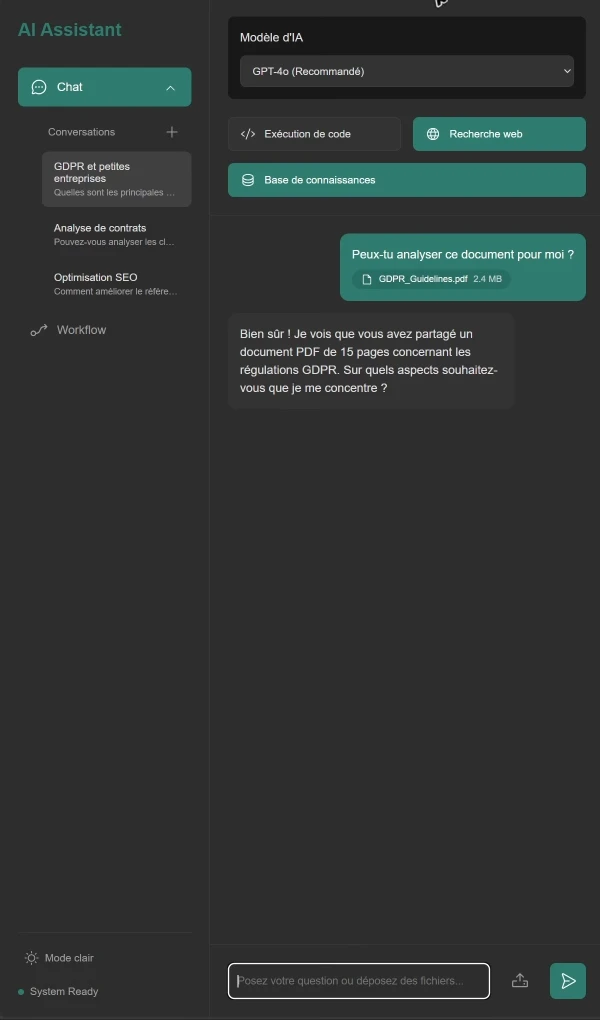 AI Assistant
Chat
Conversations
GDPR et petites
entreprises
Quelles sont les principales ...
Analyse de contrats
Pouvez-vous analyser les cl...
Optimisation SEO
Comment améliorer le référe...
Workflow
Mode clair
System Ready
Modèle d'IA
GPT-4o (Recommandé)
Exécution de code
Recherche web
Base de connaissances
Peux-tu analyser ce document pour moi ?
GDPR_Guidelines.pdf 2.4 MB
Bien sûr ! Je vois que vous avez partagé un
document PDF de 15 pages concernant les
régulations GDPR. Sur quels aspects souhaitez-
vous que je me concentre ?
Posez votre question ou déposez des fichiers...